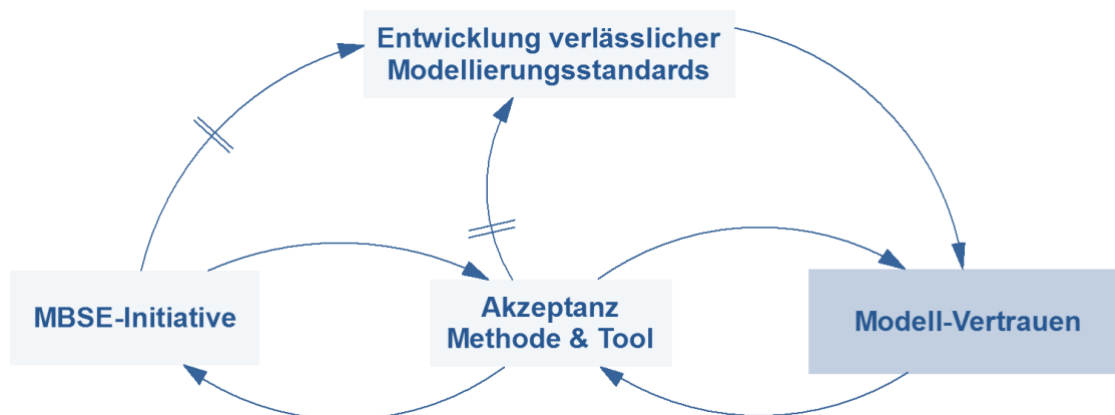 Entwicklung verlässlicher
Modellierungsstandards
MBSE-Initiative
Akzeptanz
Methode & Tool
Modell-Vertrauen